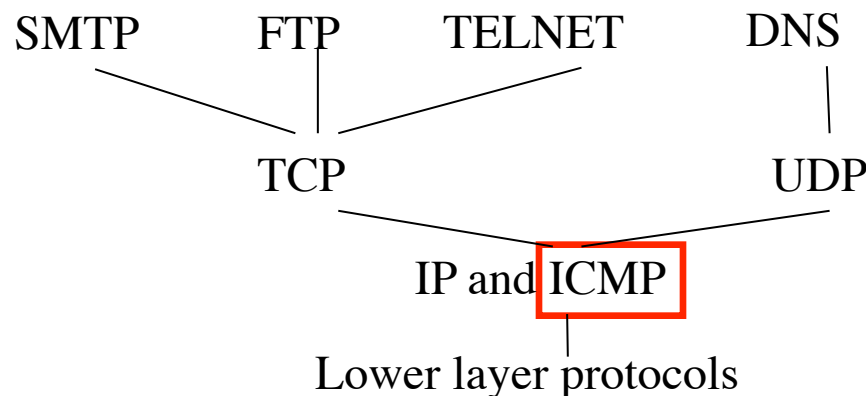 SMTP FTP TELNET DNS
TCP UDP
IP and ICMP
Lower layer protocols